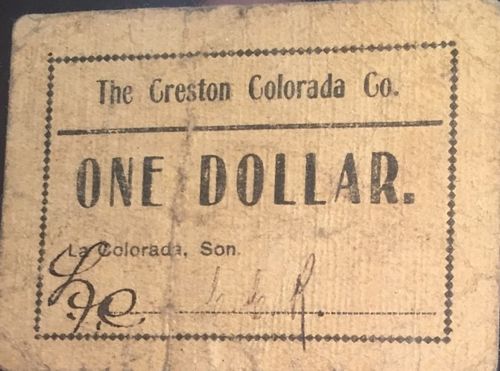 The Creston Colorada Co.
ONE DOLLAR.
La Colorada, Son.